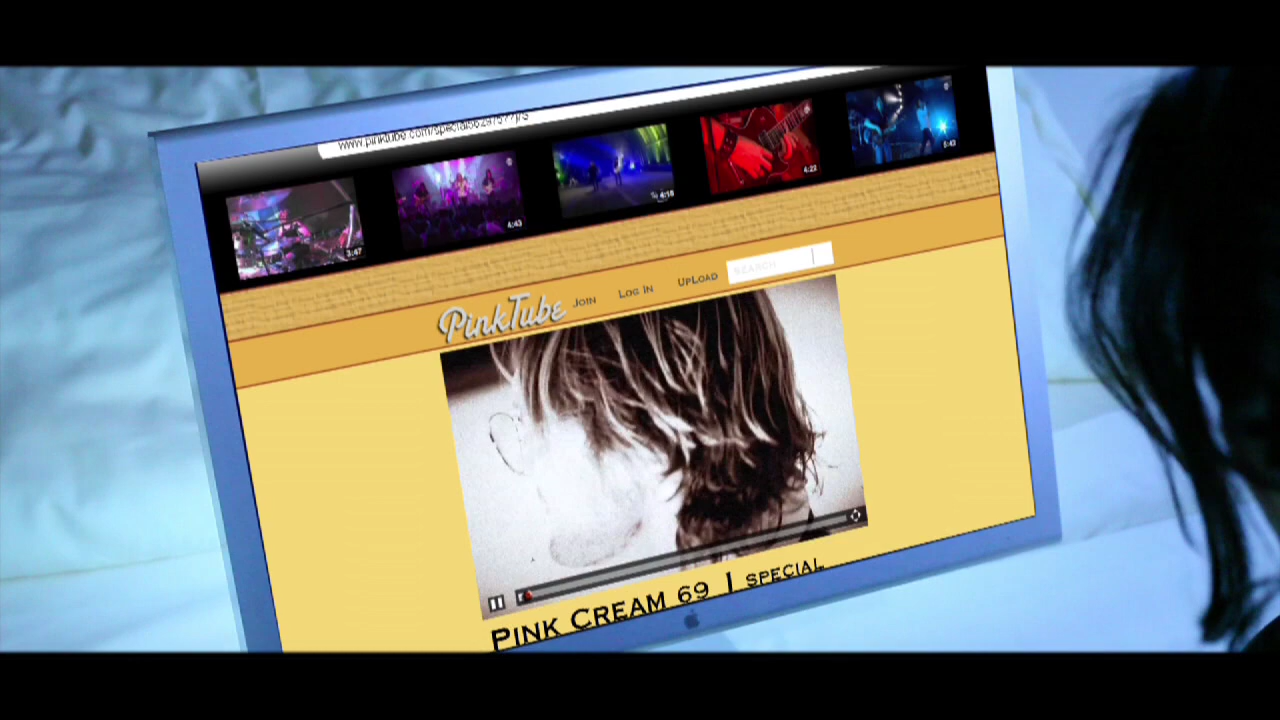 3:47
4:43
4:18
4:22
5:43
PinkTube
JOIN
LOG IN
UPLOAD
SEARCH
PINK CREAM 69 | SPECIAL